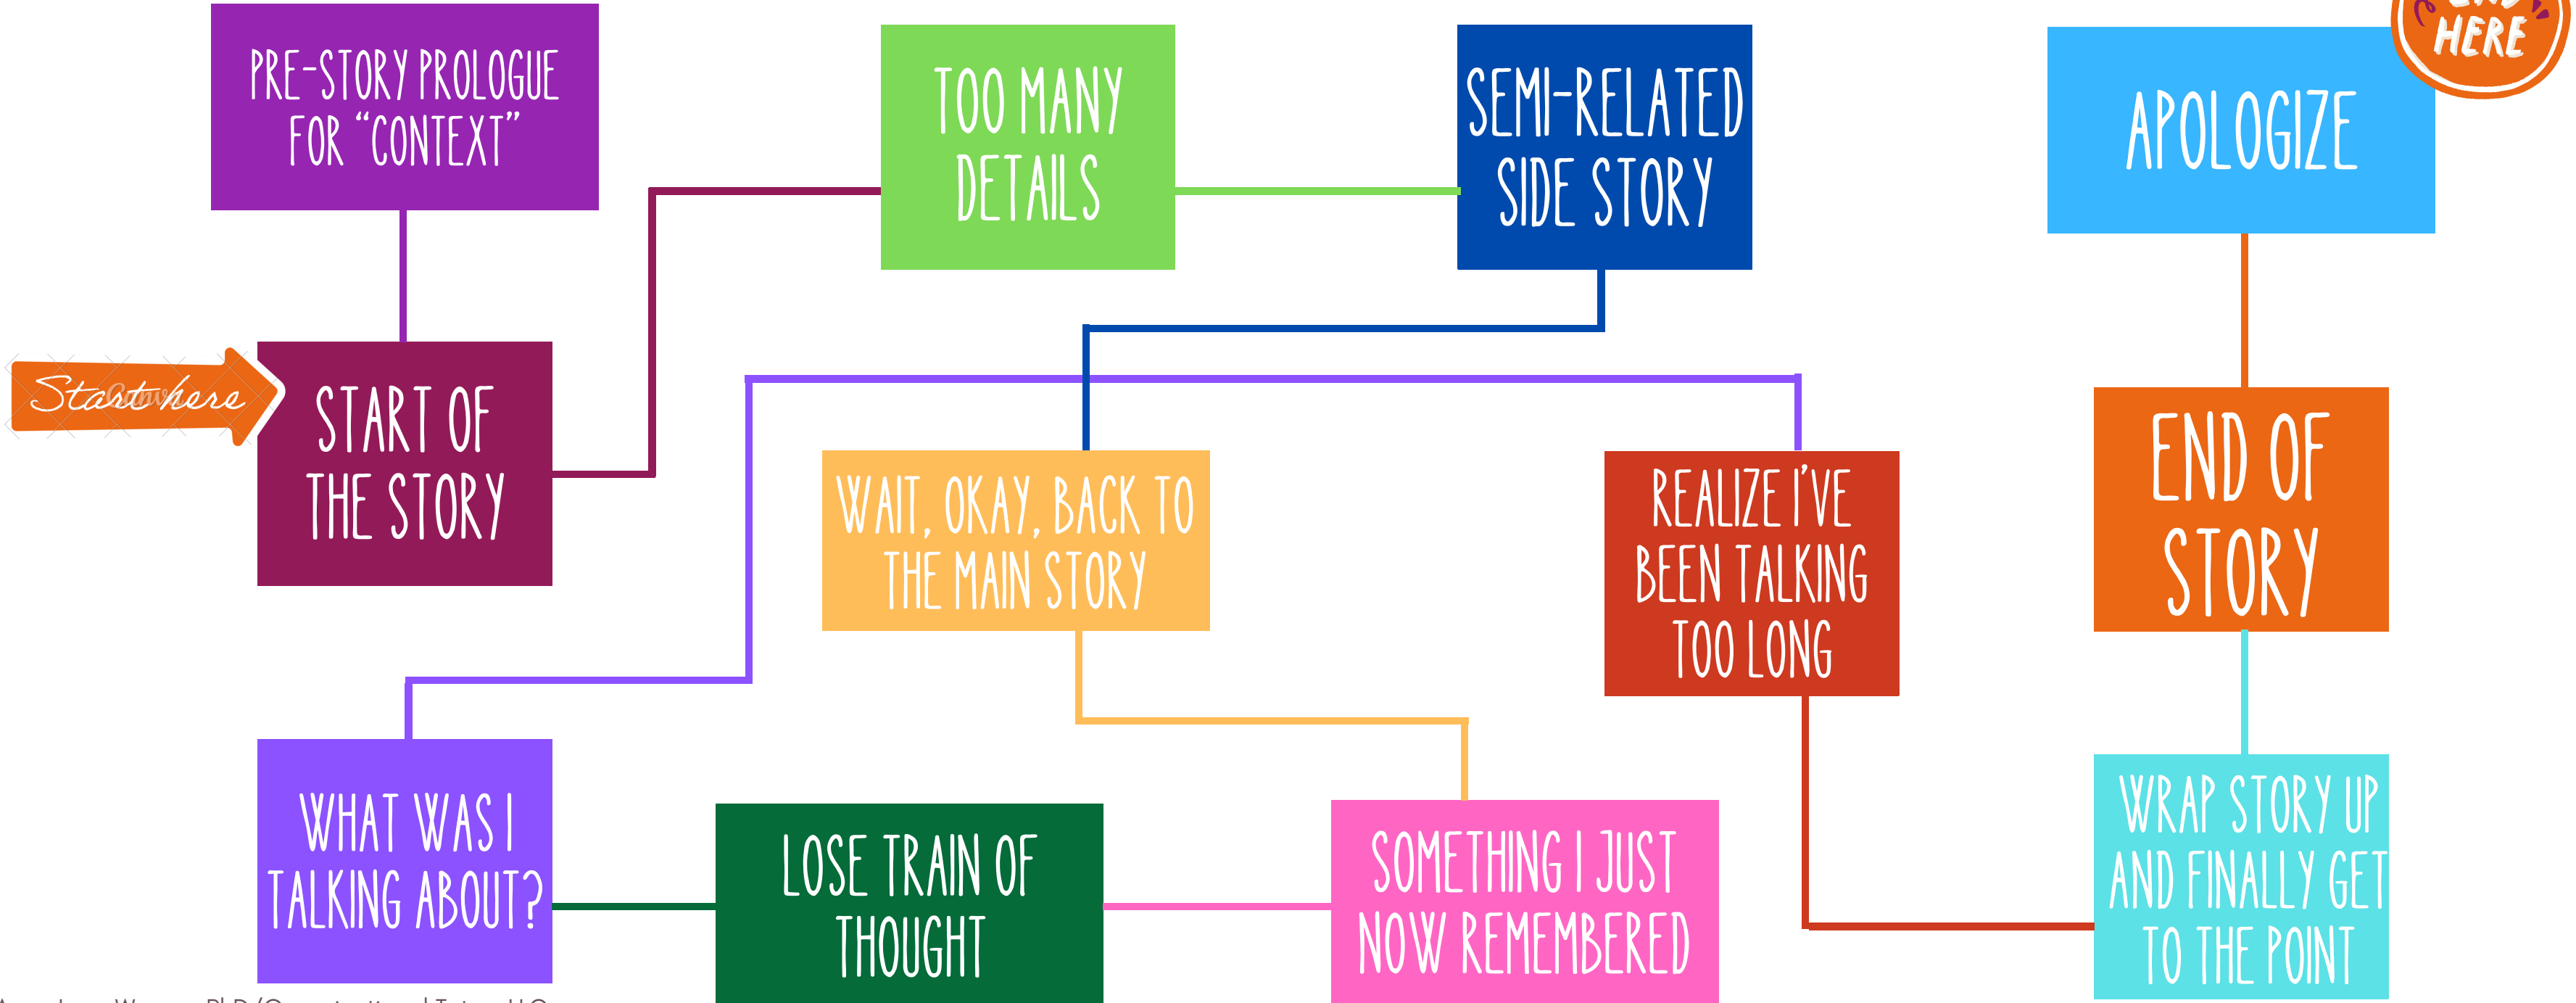 PRE-STORY PROLOGUE
FOR “CONTEXT”
Start here
Canva
START OF
THE STORY
TOO MANY
DETAILS
SEMI-RELATED
SIDE STORY
WAIT, OKAY, BACK TO
THE MAIN STORY
SOMETHING I JUST
NOW REMEMBERED
LOSE TRAIN OF
THOUGHT
WHAT WAS I
TALKING ABOUT?
REALIZE I'VE
BEEN TALKING
TOO LONG
WRAP STORY UP
AND FINALLY GET
TO THE POINT
END OF
STORY
APOLOGIZE
END
HERE